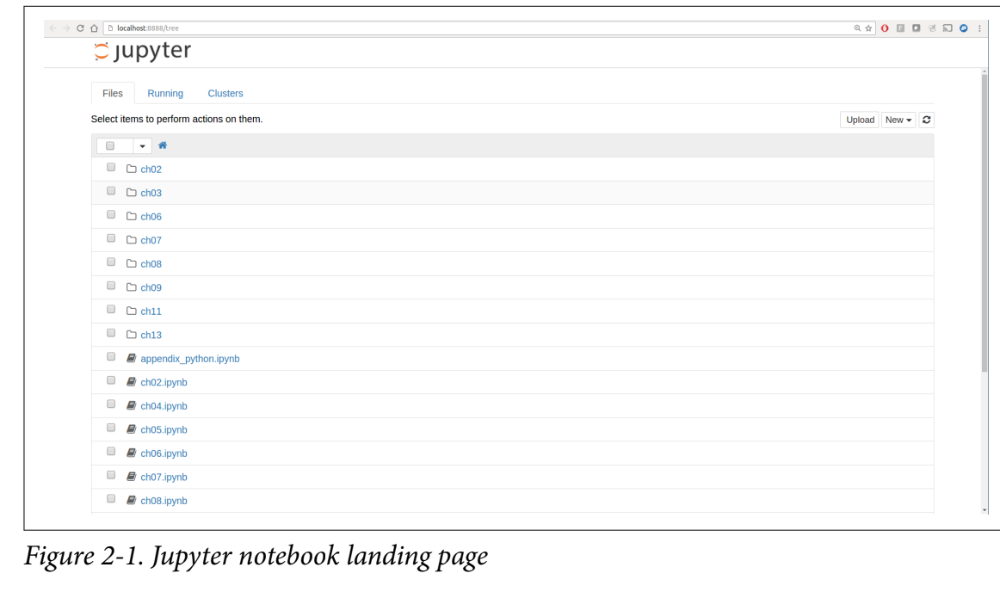 localhost:8888/tree
jupyter
Files Running Clusters
Select items to perform actions on them.
Upload New
ch02
ch03
ch06
ch07
ch08
ch09
ch11
ch13
appendix_python.ipynb
ch02.ipynb
ch04.ipynb
ch05.ipynb
ch06.ipynb
ch07.ipynb
ch08.ipynb
Figure 2-1. Jupyter notebook landing page